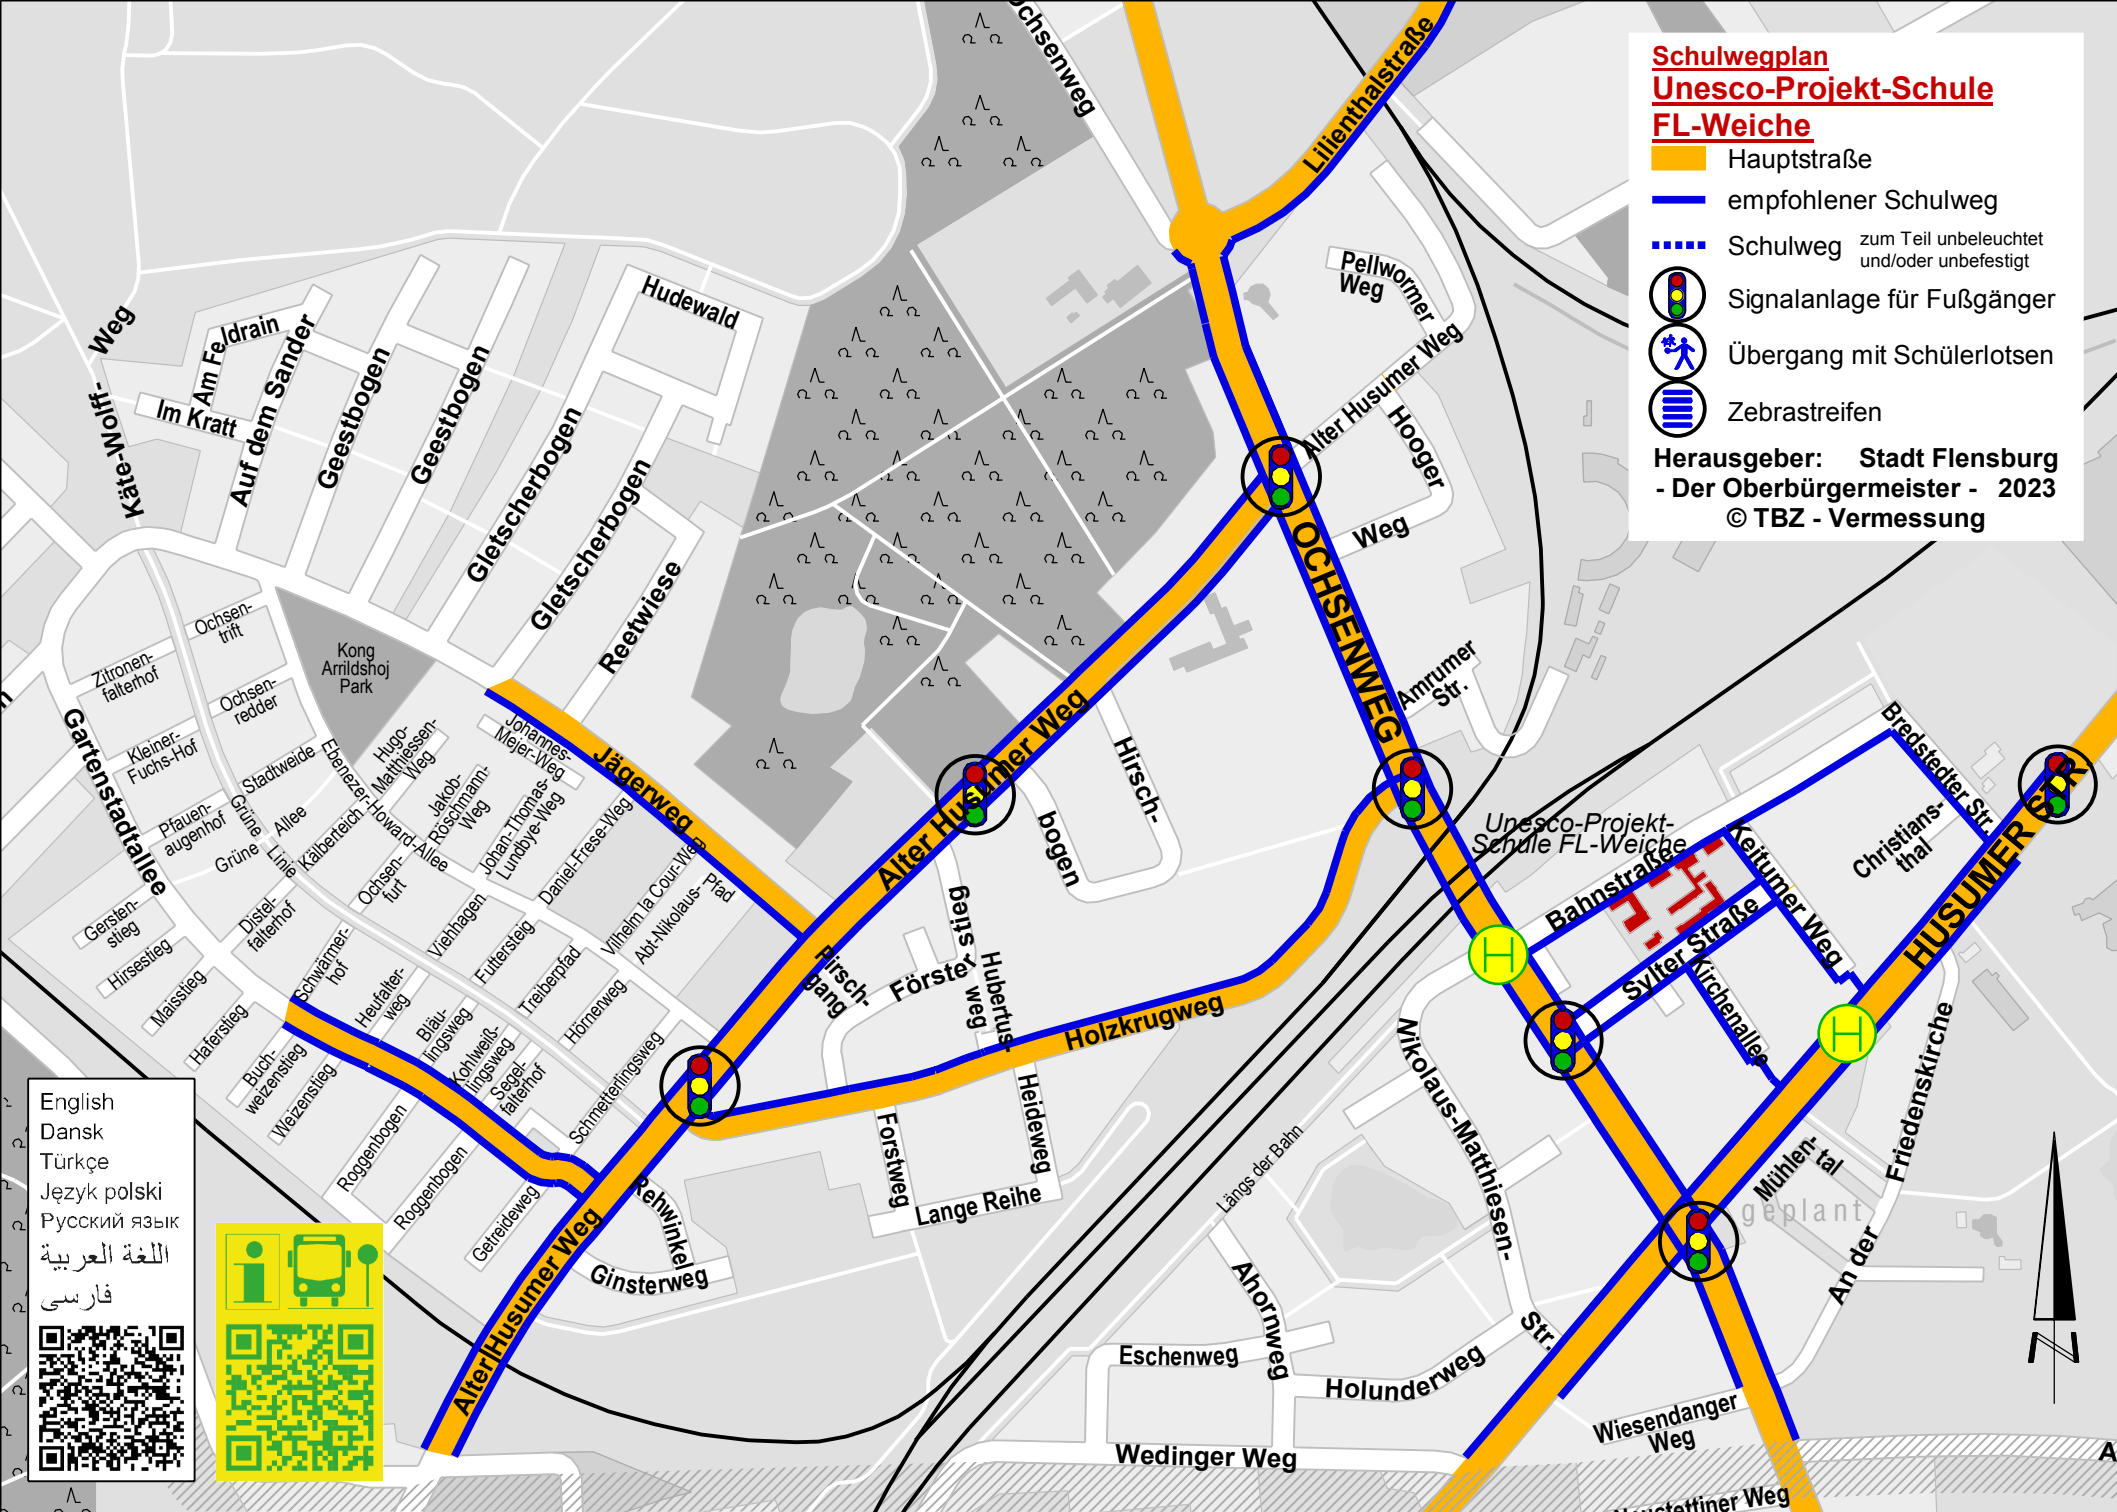 Schulwegplan
Unesco-Projekt-Schule
FL-Weiche
Hauptstraße
empfohlener Schulweg
Schulweg zum Teil unbeleuchtet
und/oder unbefestigt
Signalanlage für Fußgänger
Übergang mit Schülerlotsen
Zebrastreifen
Herausgeber: Stadt Flensburg
- Der Oberbürgermeister - 2023
© TBZ - Vermessung
Ochsenweg
Lilienthalstraße
Pellwormer
Weg
Alter Husumer Weg
Hooger
Weg
OCHSENWEG
Amrumer
Str.
Hudewald
Käte-Wolff-
Weg
Am Feldrain
Im Kratt
Auf dem Sander
Geestbogen
Geestbogen
Gletscherbogen
Gletscherbogen
Reetwiese
Kong
Arrildshoj
Park
Ochsen-
trift
Zitronen-
falterhof
Ochsen-
redder
Kleiner-
Fuchs-Hof
Stadtweide
Pfauen-
augenhof
Grüne Allee
Grüne Linie
Gartenstadtallee
Ebenezer-Howard-Allee
Kälberteich
Hugo-
Matthiessen-
Weg
Jakob-
Röschmann-
Weg
Johannes-
Mejer-Weg
Johan-Thomas-
Lundbye-Weg
Daniel-Frese-Weg
Vilhelm la Cour-Weg
Abt-Nikolaus-
Pfad
Jägerweg
Ochsen-
furt
Gersten-
stieg
Hirsestieg
Maisstieg
Haferstieg
Distel-
falterhof
Schwärmer-
hof
Heufalter-
weg
Viehhagen
Futtersteig
Treiberpfad
Hörnerweg
Bläu-
lingsweg
Kohlweiß-
lingsweg
Segel-
falterhof
Schmetterlingsweg
Buch-
weizenstieg
Weizenstieg
Roggenbogen
Roggenbogen
Getreideweg
Alter Husumer Weg
Hirsch-
bogen
Förster
stieg
Hubertus-
weg
Pirsch-
gang
Holzkrugweg
Forstweg
Heideweg
Lange Reihe
Rehwinkel
Ginsterweg
Alter Husumer Weg
Längs der Bahn
Unesco-Projekt-
Schule FL-Weiche
Bahnstraße
Sylter Straße
Keitumer Weg
Kirchenallee
Bredstedter Str.
Christians-
thal
HUSUMER STR
H
H
Nikolaus-Matthiesen-
Str.
Mühlen-
tal
geplant
An der Friedenskirche
Ahornweg
Eschenweg
Holunderweg
Wedinger Weg
Wiesendanger
Weg
Neustettiner Weg
A
N
English
Dansk
Türkçe
Język polski
Русский язык
اللغة العربية
فارسی